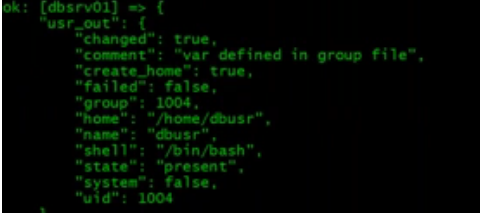 ok: [dbsrv01] => {
"usr_out": {
"changed": true,
"comment": "var defined in group file",
"create_home": true,
"failed": false,
"group": 1004,
"home": "/home/dbusr",
"name": "dbusr",
"shell": "/bin/bash",
"state": "present",
"system": false,
"uid": 1004
}